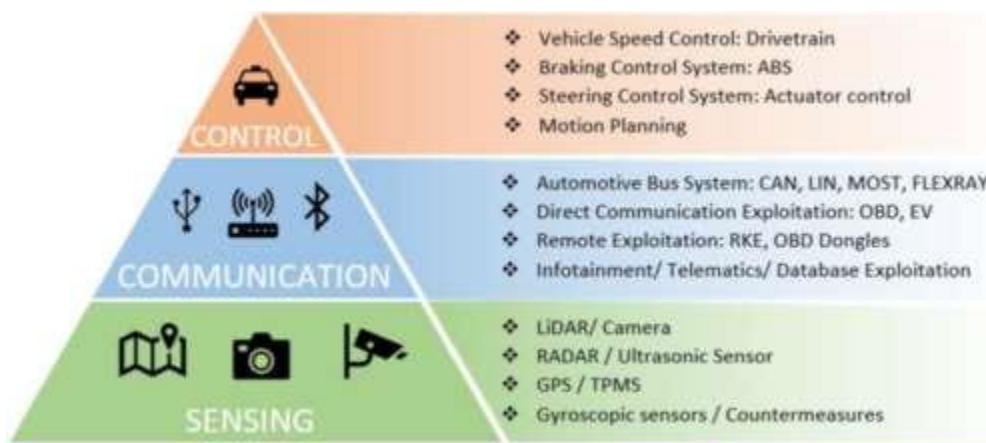 Vehicle Speed Control: Drivetrain
Braking Control System: ABS
Steering Control System: Actuator control
Motion Planning
CONTROL
Automotive Bus System: CAN, LIN, MOST, FLEXRAY
Direct Communication Exploitation: OBD, EV
Remote Exploitation: RKE, OBD Dongles
Infotainment/ Telematics/ Database Exploitation
COMMUNICATION
LiDAR/ Camera
RADAR / Ultrasonic Sensor
GPS / TPMS
Gyroscopic sensors / Countermeasures
SENSING